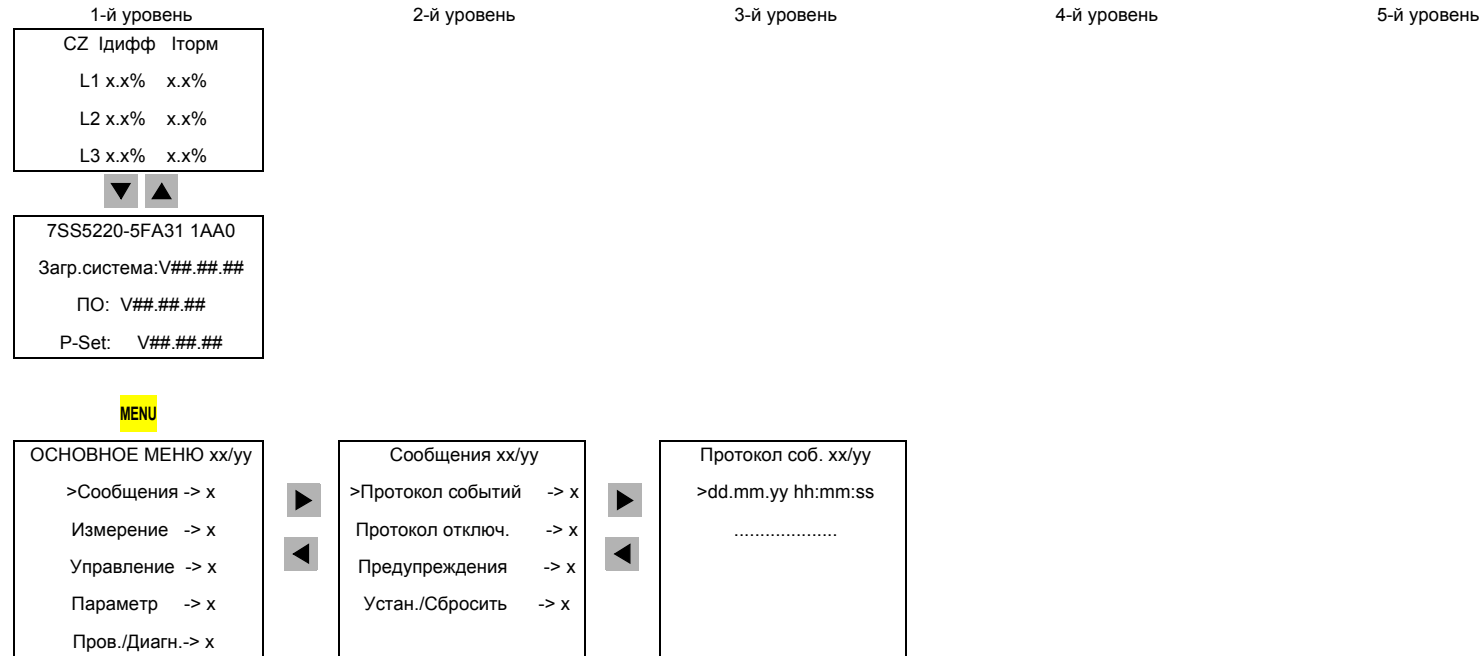 1-й уровень 2-й уровень 3-й уровень 4-й уровень 5-й уровень
CZ Iдифф Iторм
L1 x.x% x.x%
L2 x.x% x.x%
L3 x.x% x.x%
7SS5220-5FA31 1AA0
Загр.система:V##.##.##
ПО: V##.##.##
P-Set: V##.##.##
MENU
ОСНОВНОЕ МЕНЮ xx/yy
>Сообщения -> x
Измерение -> x
Управление -> x
Параметр -> x
Пров./Диагн.-> x
Сообщения xx/yy
>Протокол событий -> x
Протокол отключ. -> x
Предупреждения -> x
Устан./Сбросить -> x
Протокол соб. xx/yy
>dd.mm.yy hh:mm:ss
....................